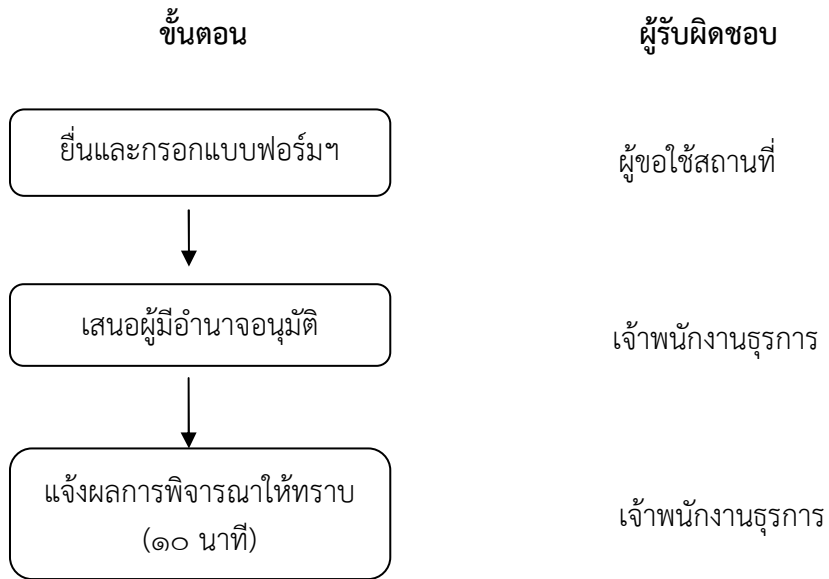 ขั้นตอน ผู้รับผิดชอบ
ยื่นและกรอกแบบฟอร์มฯ ผู้ขอใช้สถานที่
เสนอผู้มีอำนาจอนุมัติ เจ้าพนักงานธุรการ
แจ้งผลการพิจารณาให้ทราบ
(๑๐ นาที) เจ้าพนักงานธุรการ